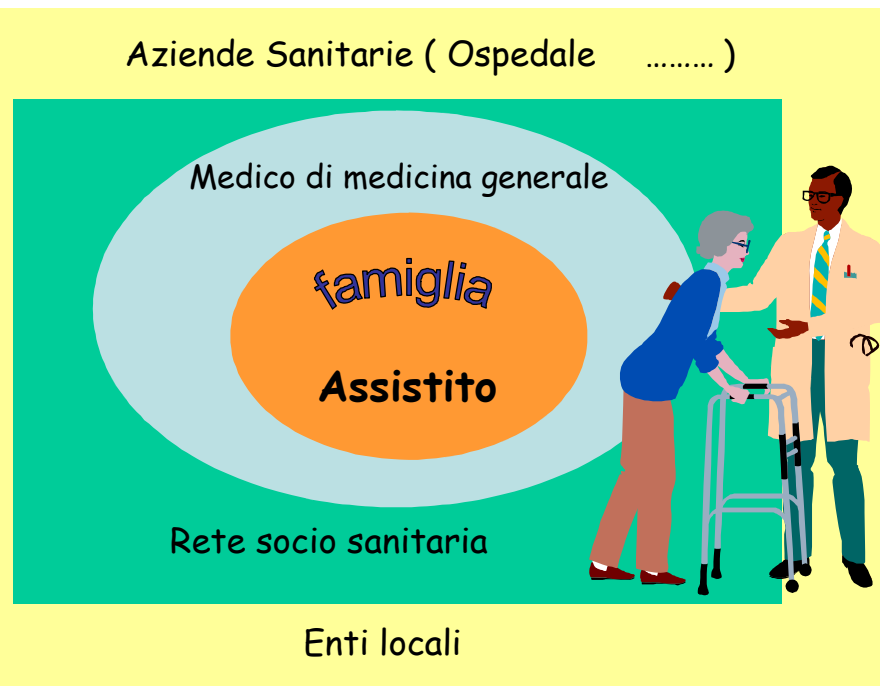 Aziende Sanitarie ( Ospedale ……… )
Medico di medicina generale
famiglia
Assistito
Rete socio sanitaria
Enti locali